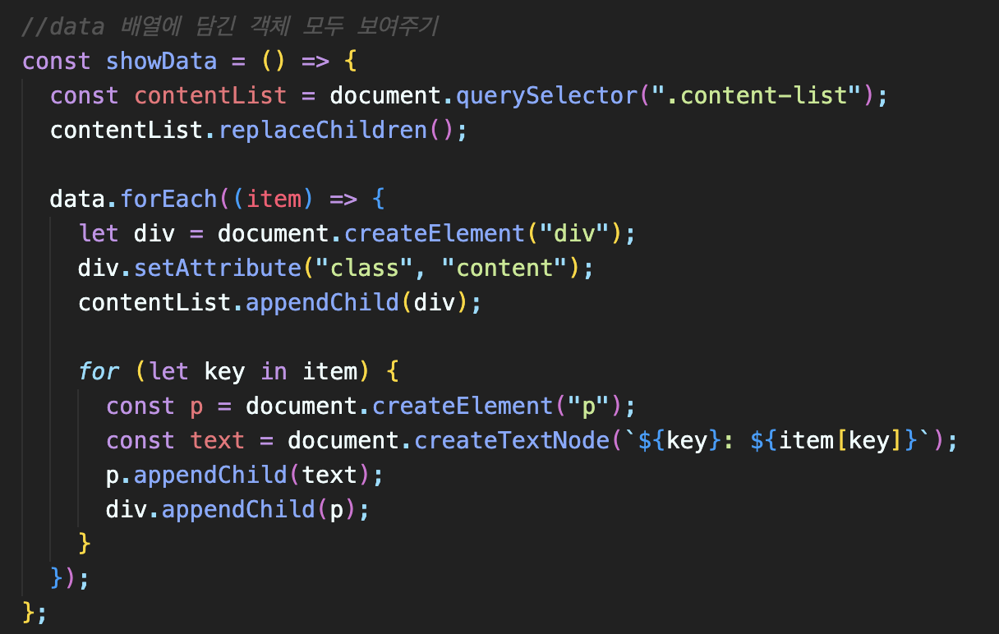 //data 배열에 담긴 객체 모두 보여주기
const showData = () => {
  const contentList = document.querySelector(".content-list");
  contentList.replaceChildren();

  data.forEach((item) => {
    let div = document.createElement("div");
    div.setAttribute("class", "content");
    contentList.appendChild(div);

    for (let key in item) {
      const p = document.createElement("p");
      const text = document.createTextNode(`${key}: ${item[key]}`);
      p.appendChild(text);
      div.appendChild(p);
    }
  });
};